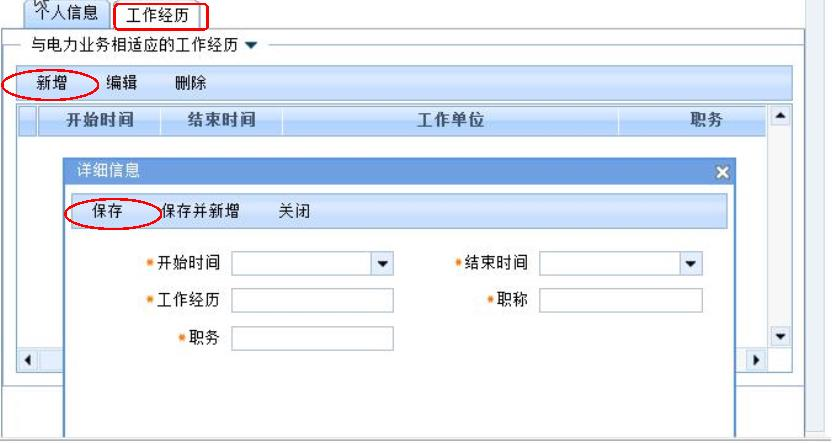 个人信息 工作经历
与电力业务相适应的工作经历
新增 编辑 删除
开始时间 结束时间 工作单位 职务
详细信息
保存 保存并新增 关闭
*开始时间 *结束时间
*工作经历 *职称
*职务